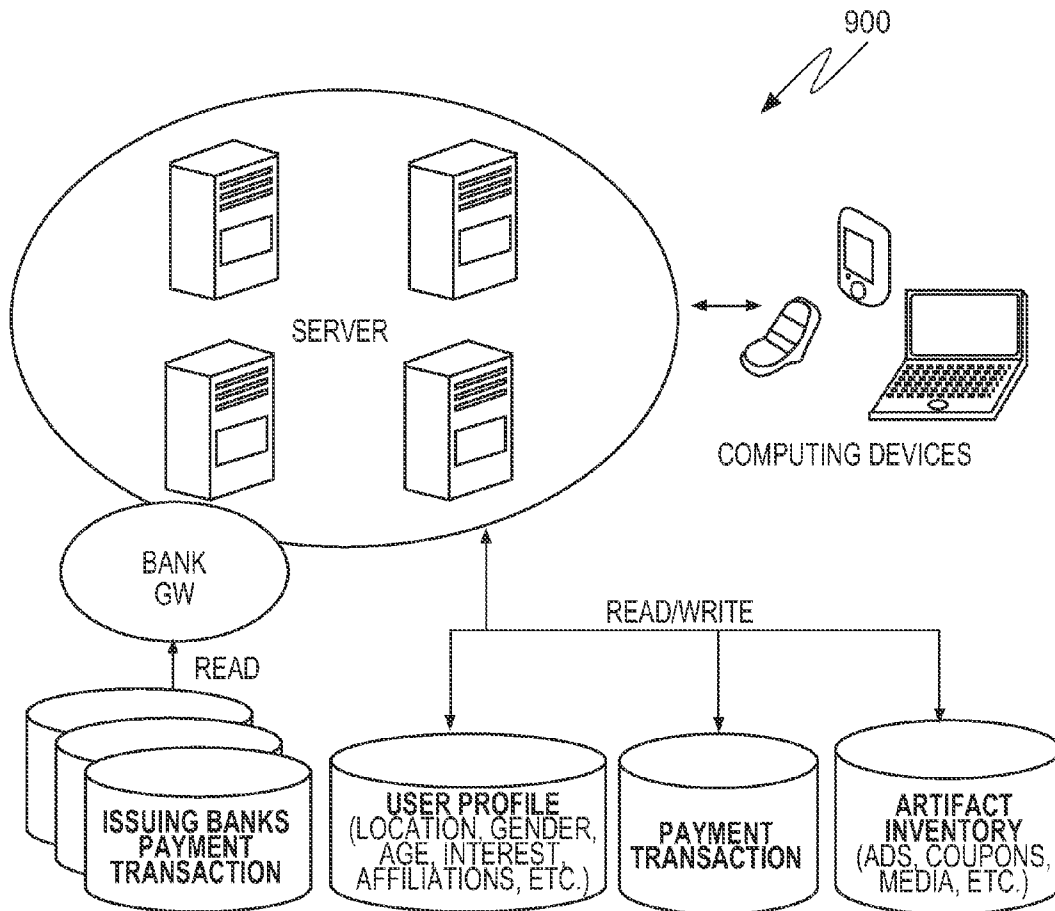 900
SERVER
COMPUTING DEVICES
BANK
GW
READ/WRITE
READ
ISSUING BANKS
PAYMENT
TRANSACTION
USER PROFILE
(LOCATION. GENDER,
AGE, INTEREST,
AFFILIATIONS, ETC.)
PAYMENT
TRANSACTION
ARTIFACT
INVENTORY
(ADS, COUPONS,
MEDIA, ETC.)